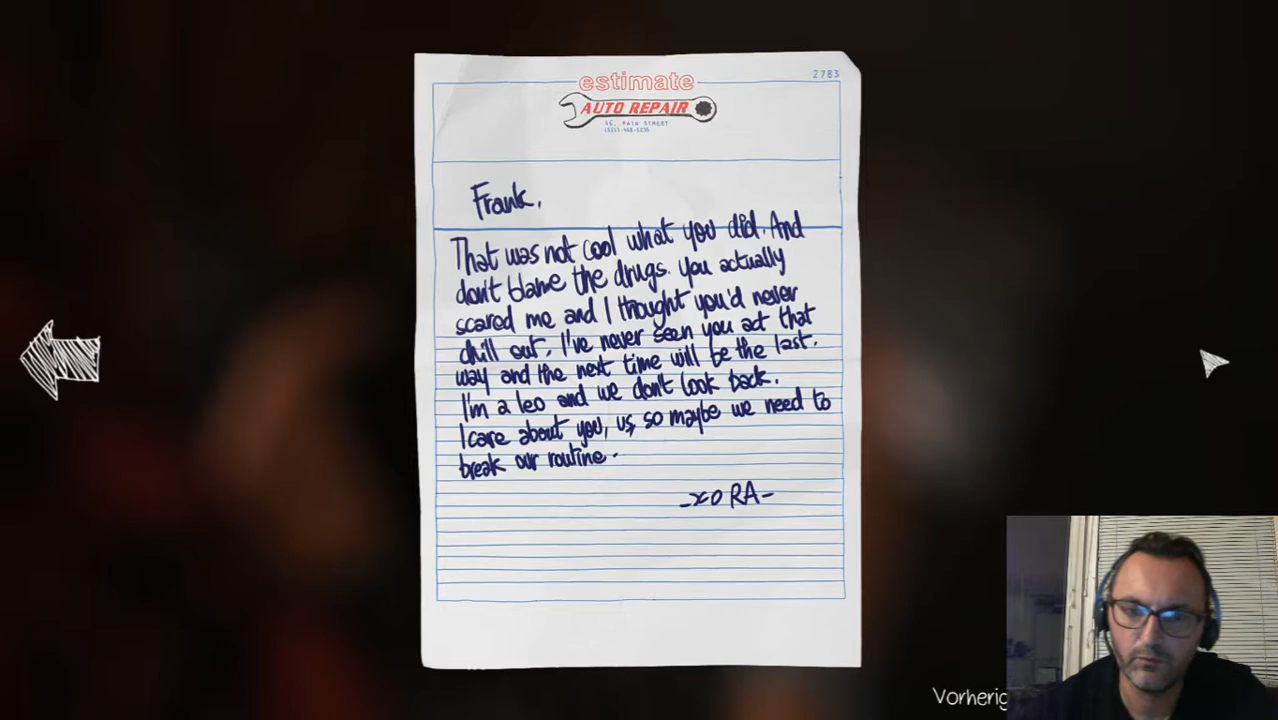 2783
estimate
AUTO REPAIR
Frank,
That was not cool what you did. And
don't blame the drugs. You actually
scared me and I thought you'd never
chill out. I've never seen you act that
way and the next time will be the last.
I'm a leo and we don't look back.
I care about you, us, so maybe we need to
break our routine.
-xo RA-
Vorherig